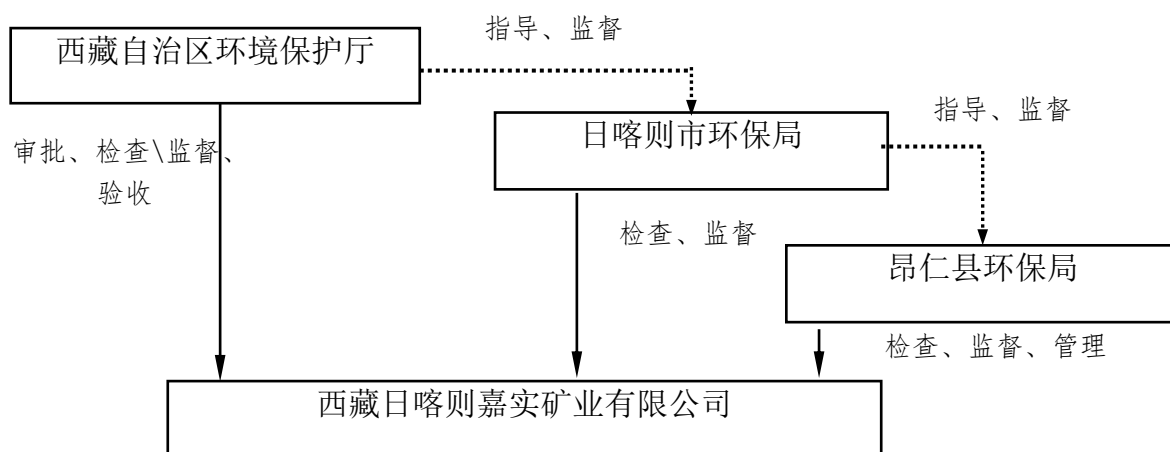 指导、监督
西藏自治区环境保护厅
指导、监督
日喀则市环保局
审批、检查\监督、
验收
检查、监督
昂仁县环保局
检查、监督、管理
西藏日喀则嘉实矿业有限公司